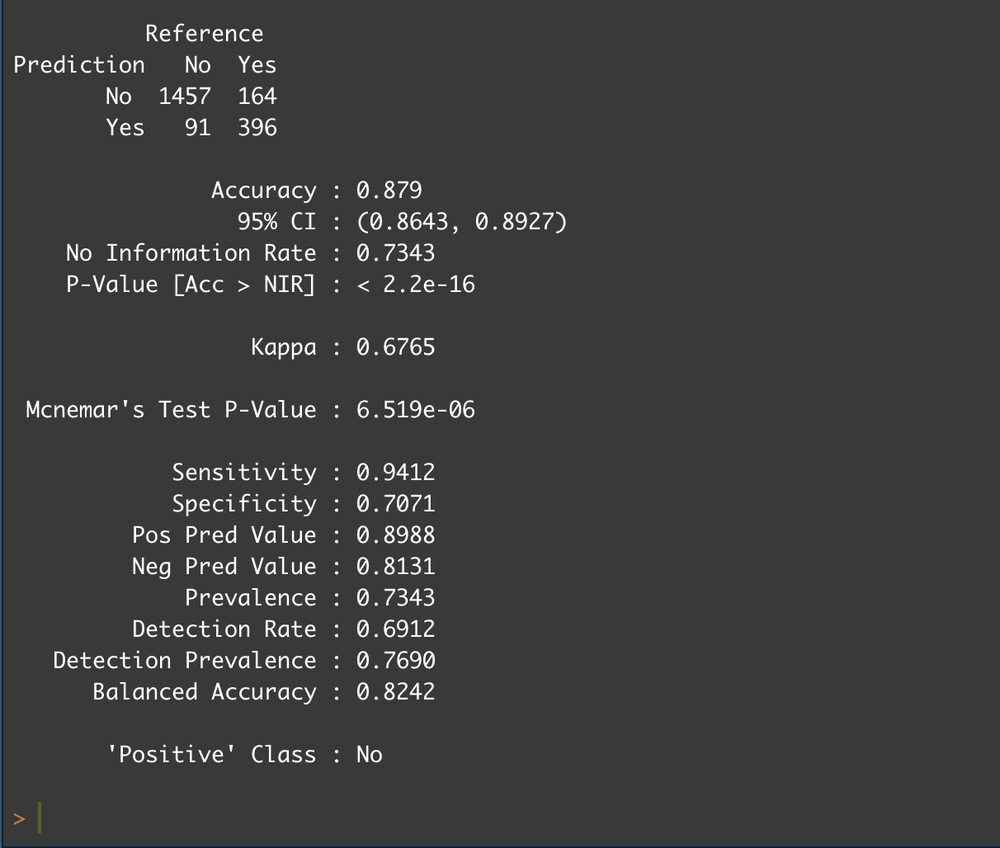 Reference
Prediction No Yes
No 1457 164
Yes 91 396
Accuracy : 0.879
95% CI : (0.8643, 0.8927)
No Information Rate : 0.7343
P-Value [Acc > NIR] : < 2.2e-16
Kappa : 0.6765
Mcnemar's Test P-Value : 6.519e-06
Sensitivity : 0.9412
Specificity : 0.7071
Pos Pred Value : 0.8988
Neg Pred Value : 0.8131
Prevalence : 0.7343
Detection Rate : 0.6912
Detection Prevalence : 0.7690
Balanced Accuracy : 0.8242
'Positive' Class : No
>